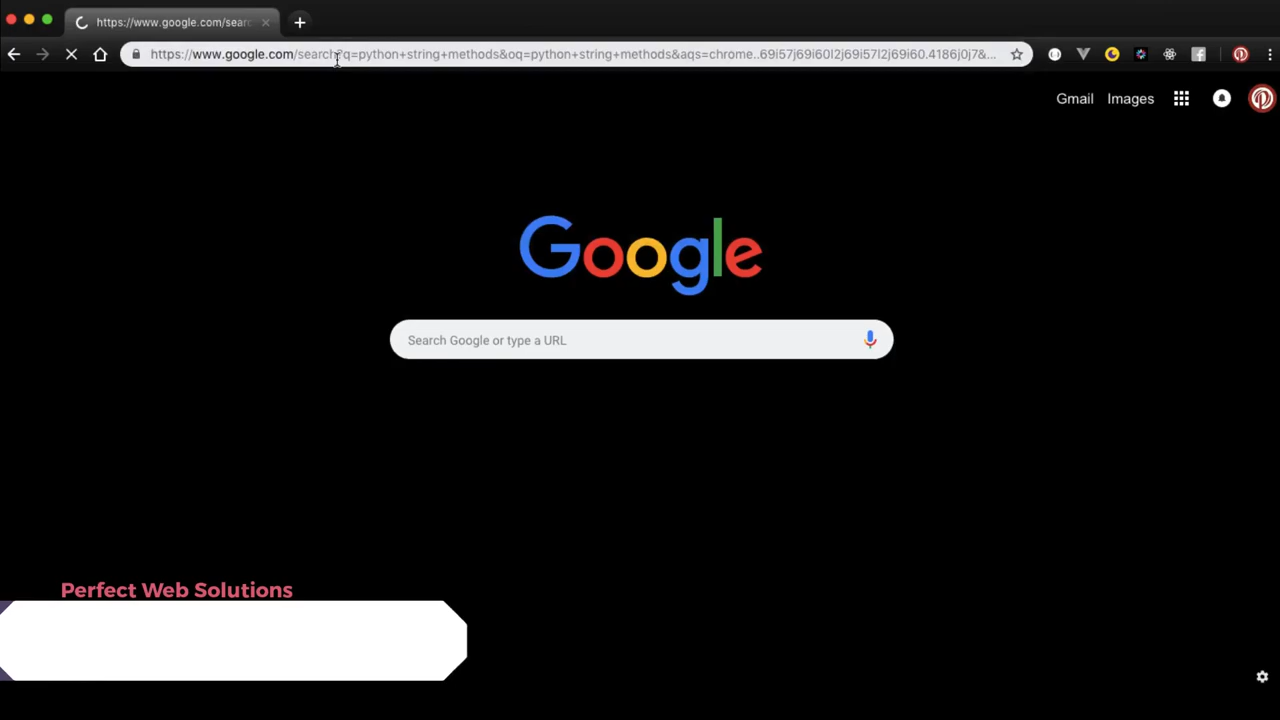 https://www.google.com/sear
https://www.google.com/search?q=python+string+methods&oq=python+string+methods&aqs=chrome..69i57j69i60l2j69i57l2j69i60.4186j0j7&...
Gmail Images
Google
Search Google or type a URL
Perfect Web Solutions